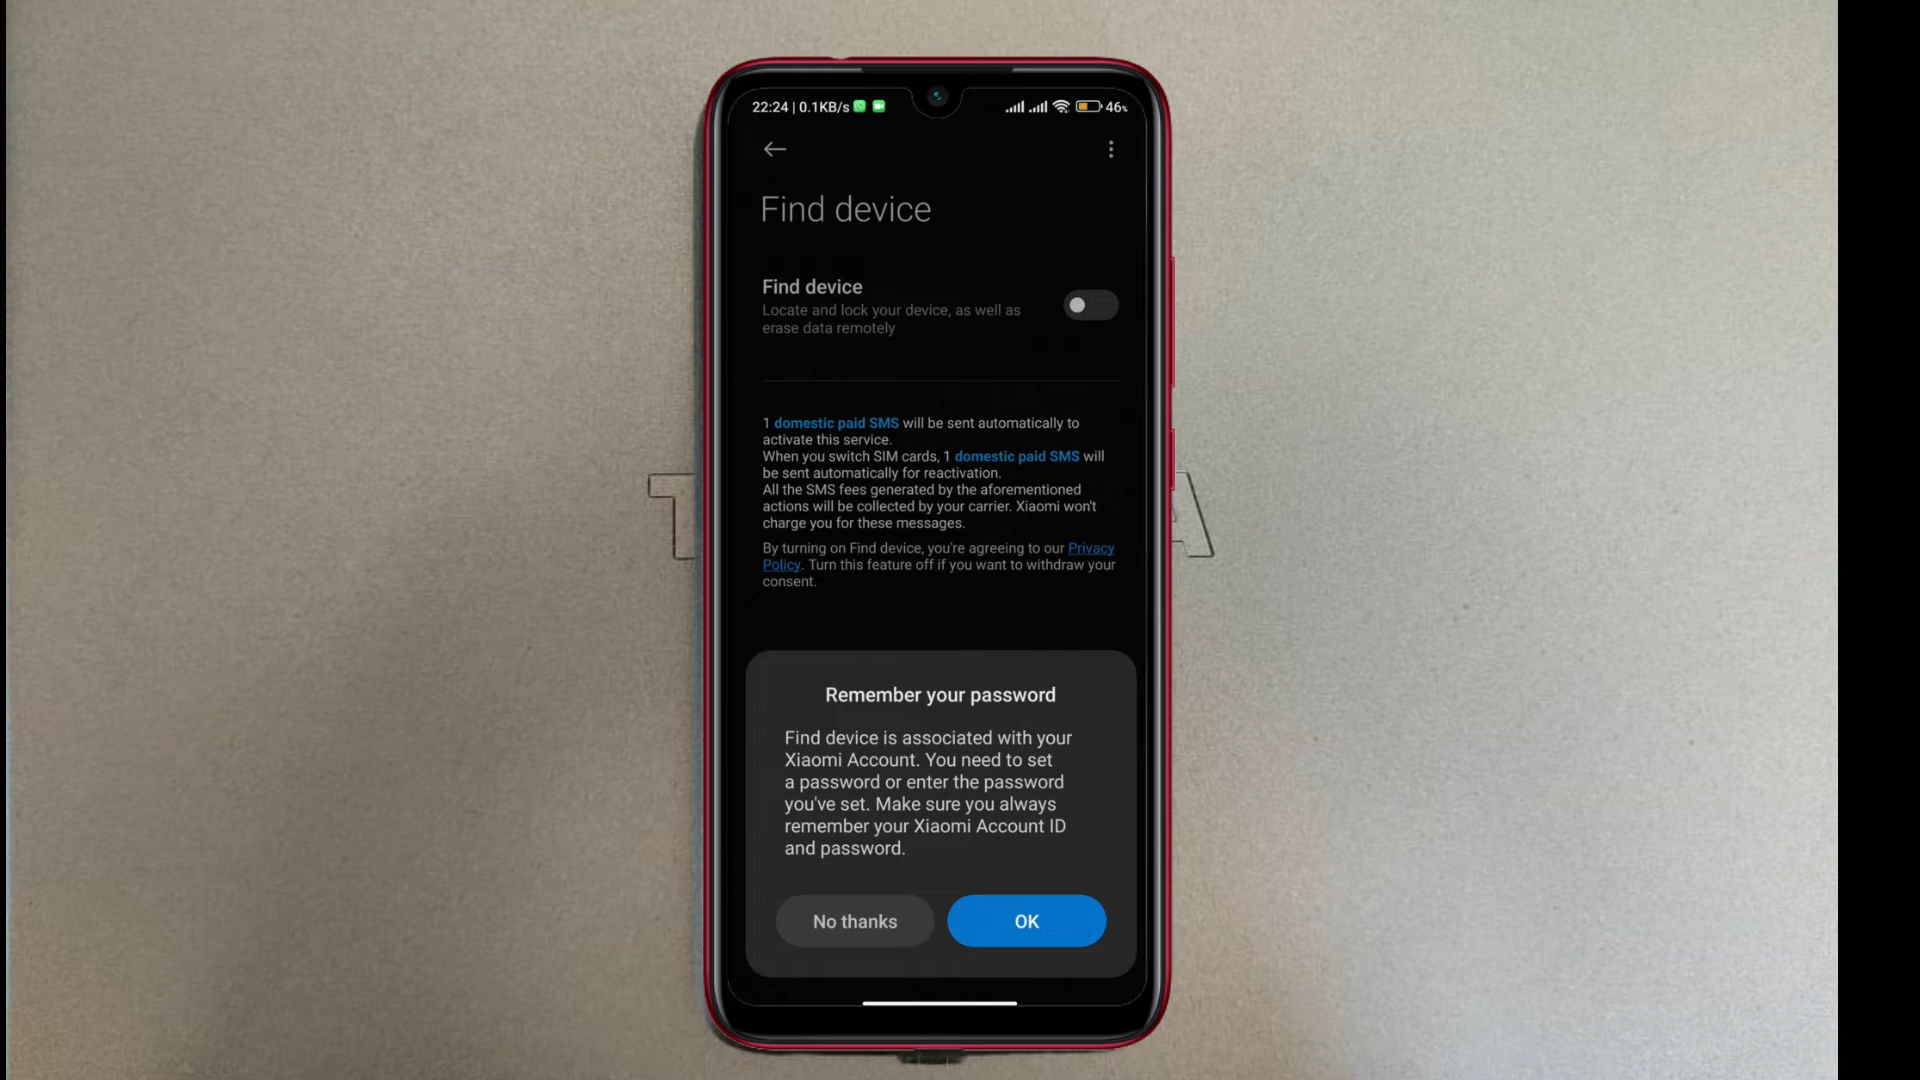 22:24 | 0.1KB/s
46%
Find device
Find device
Locate and lock your device, as well as
erase data remotely
1 domestic paid SMS will be sent automatically to
activate this service.
When you switch SIM cards, 1 domestic paid SMS will
be sent automatically for reactivation.
All the SMS fees generated by the aforementioned
actions will be collected by your carrier. Xiaomi won't
charge you for these messages.
By turning on Find device, you're agreeing to our Privacy
Policy. Turn this feature off if you want to withdraw your
consent.
T
A
Remember your password
Find device is associated with your
Xiaomi Account. You need to set
a password or enter the password
you've set. Make sure you always
remember your Xiaomi Account ID
and password.
No thanks
OK